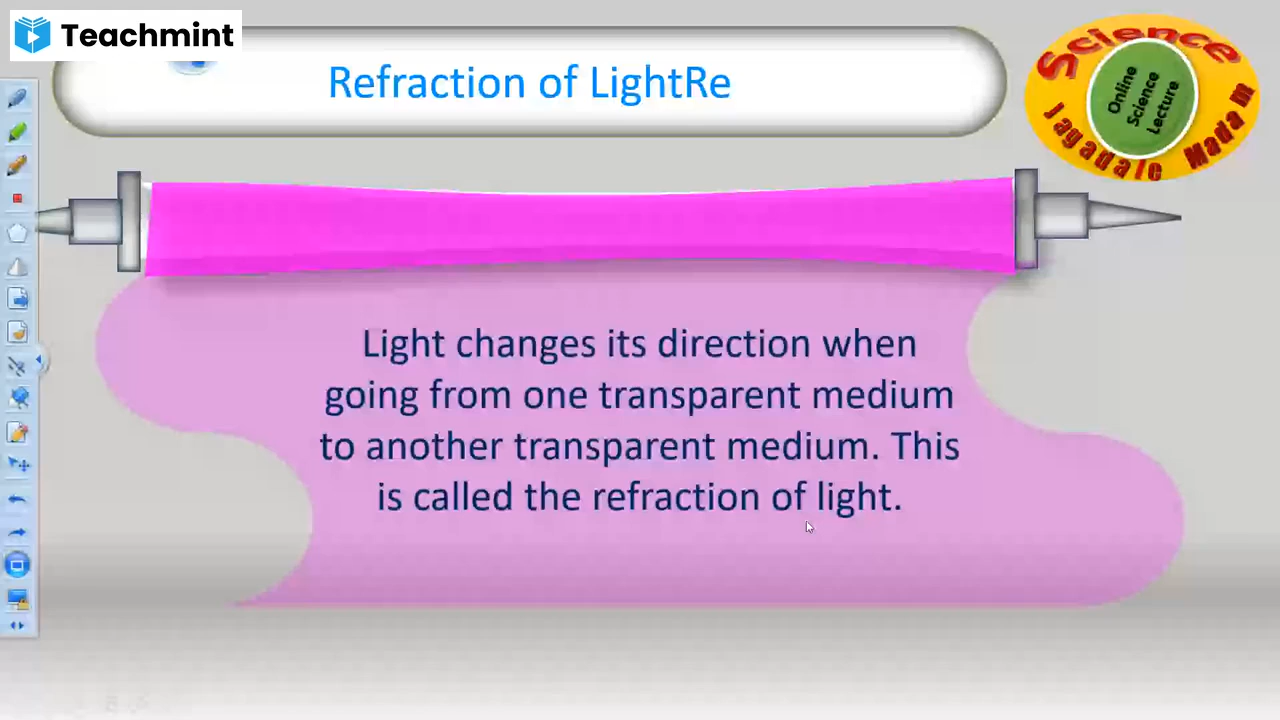 Teachmint
Refraction of LightRe
Science
Online
Science
Lecture
Jagadale Madam
Light changes its direction when
going from one transparent medium
to another transparent medium. This
is called the refraction of light.